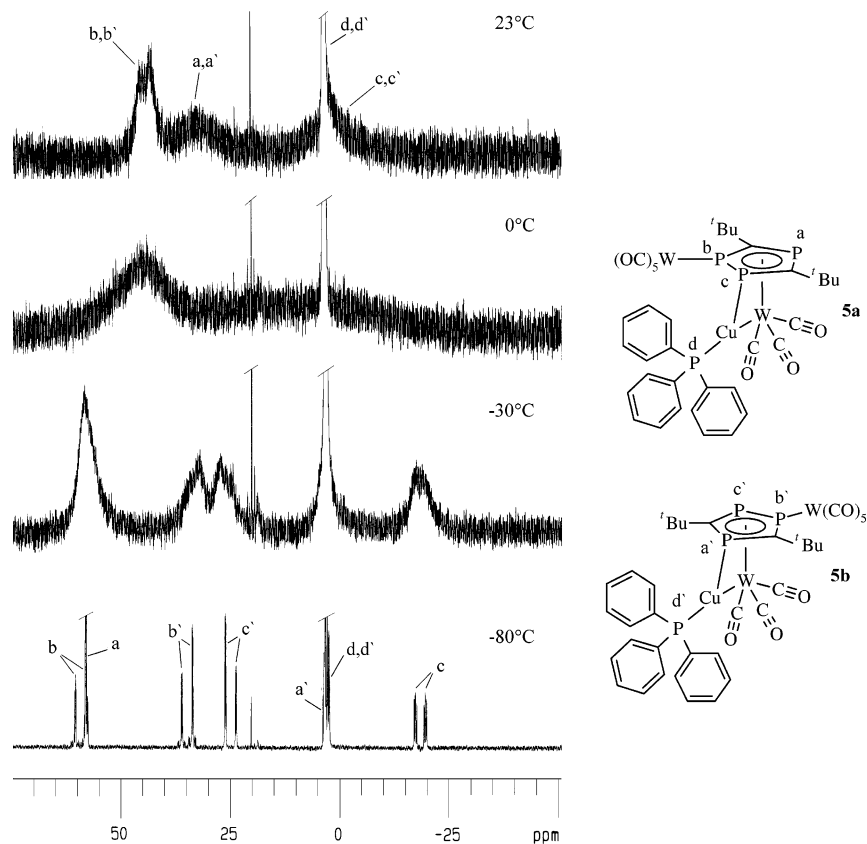 23°C
d,d`
b,b`
a,a`
c,c`
0°C
-30°C
-80°C
b
a
b`
c`
a`
d,d`
c
50 25 0 -25 ppm
tBu
a
P
b
(OC)5W P
P
c
tBu
5a
Cu W C O
d
P
C C
O O
c`
b`
P
tBu P W(CO)5
a` P
tBu
5b
d` Cu W C O
P
C C
O O